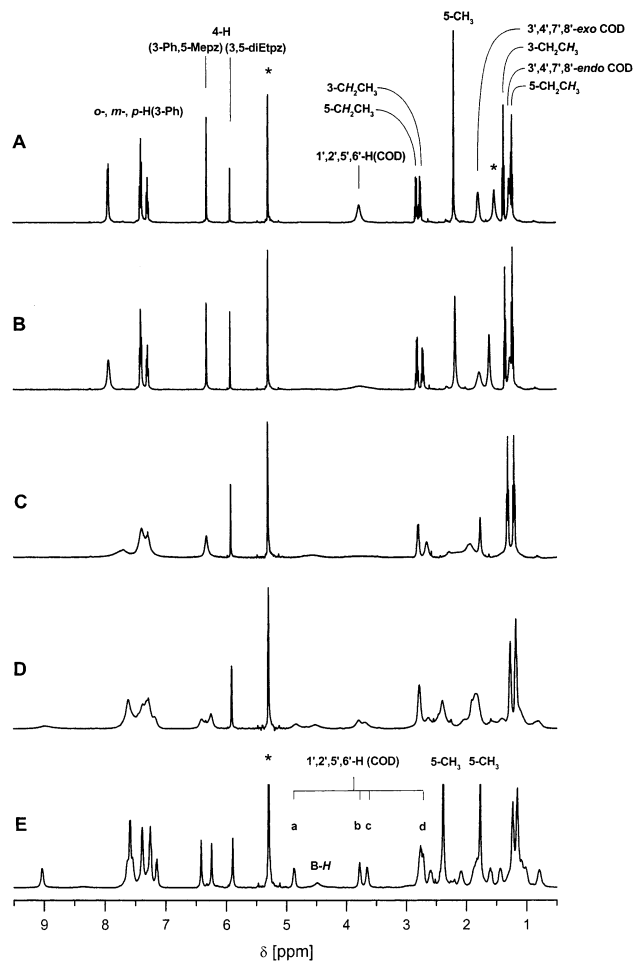 5-CH3
4-H
(3-Ph,5-Mepz) (3,5-diEtpz)
*
3',4',7',8'-exo COD
3-CH2CH3
3',4',7',8'-endo COD
5-CH2CH3
3-CH2CH3
5-CH2CH3
o-, m-, p-H(3-Ph)
A
1',2',5',6'-H(COD)
*
B
C
D
*
1',2',5',6'-H (COD)
5-CH3 5-CH3
E
a b c d
B-H
9 8 7 6 5 4 3 2 1
δ [ppm]